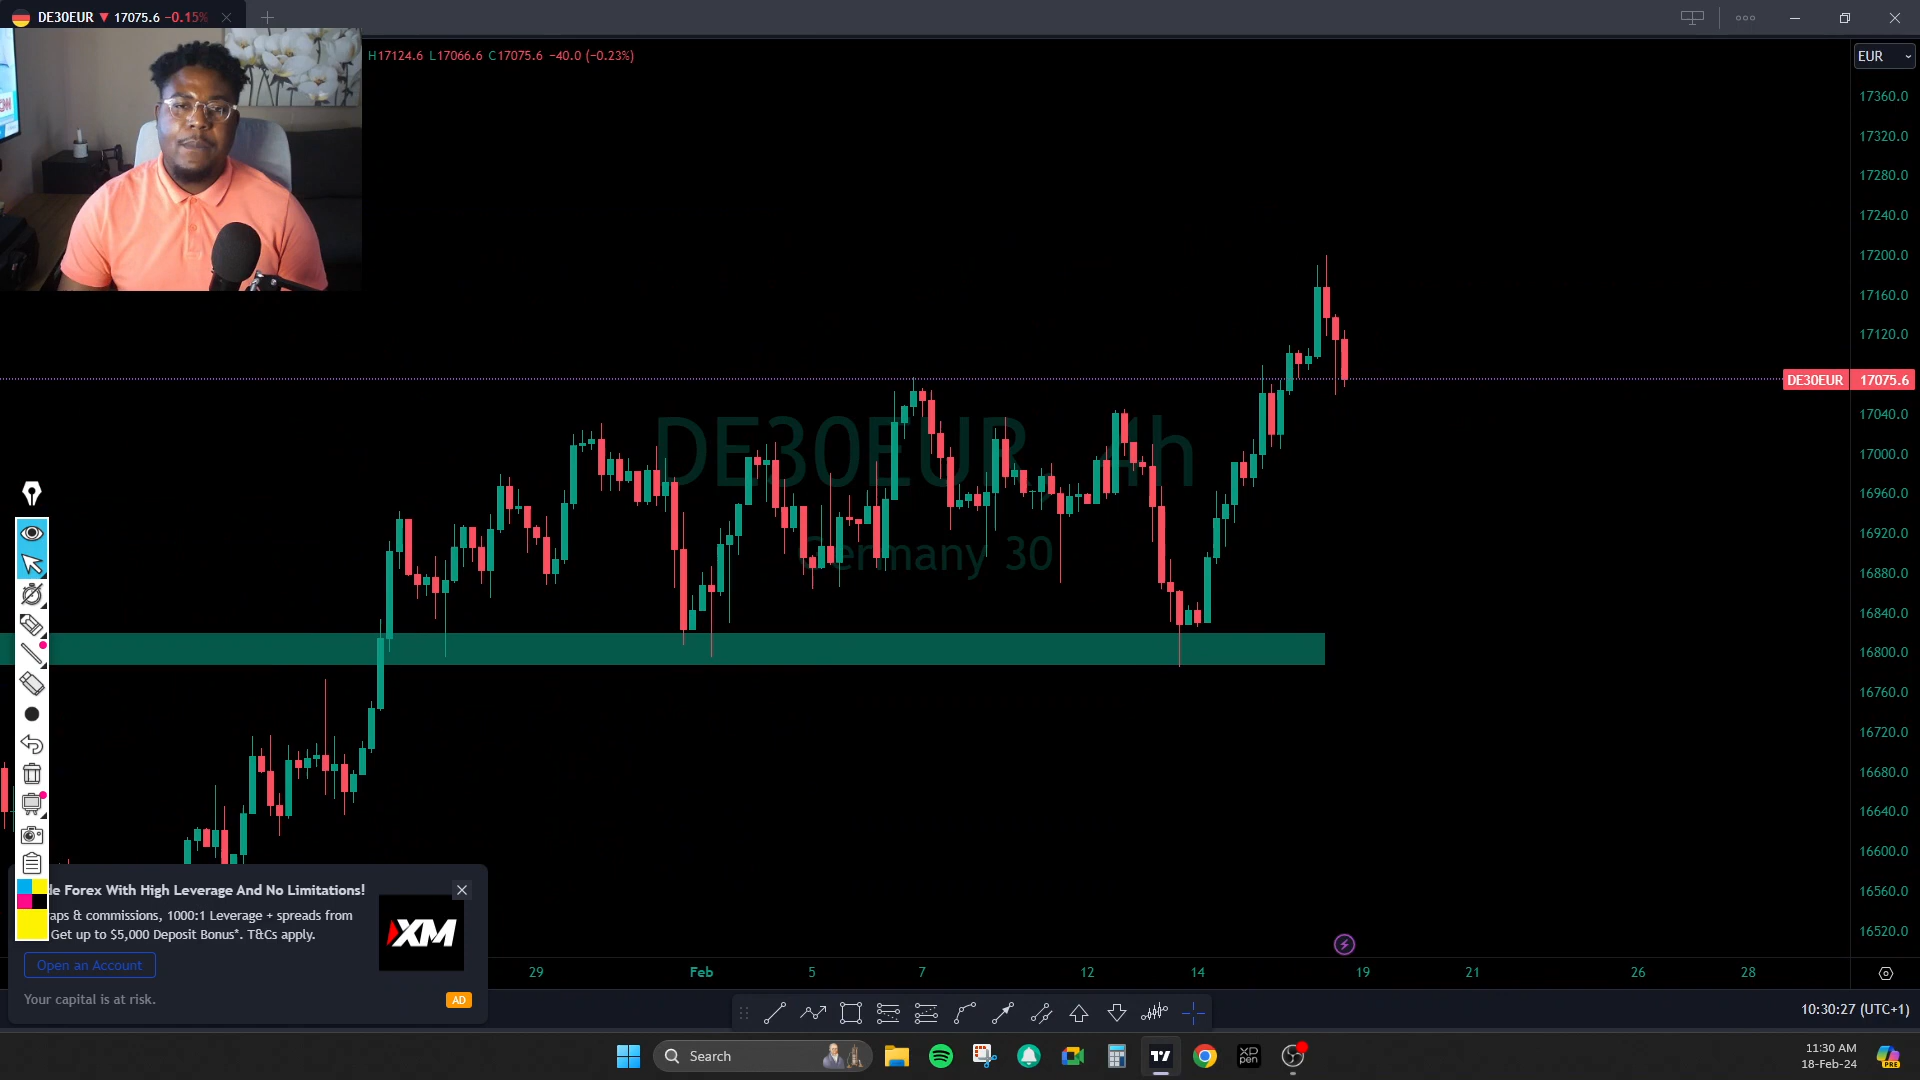 DE30EUR ▼ 17075.6 −0.15%
H17124.6 L17066.6 C17075.6 −40.0 (−0.23%)
EUR
17360.0
17320.0
17280.0
17240.0
17200.0
17160.0
17120.0
DE30EUR 17075.6
17040.0
17000.0
16960.0
16920.0
16880.0
16840.0
16800.0
16760.0
16720.0
16680.0
16640.0
16600.0
16560.0
16520.0
DE30EUR, 4h
Germany 30
de Forex With High Leverage And No Limitations!
aps & commissions, 1000:1 Leverage + spreads from
Get up to $5,000 Deposit Bonus*. T&Cs apply.
XM
Open an Account
Your capital is at risk.
AD
29 Feb 5 7 12 14 19 21 26 28
10:30:27 (UTC+1)
Search
XP
pen
PRE
11:30 AM
18-Feb-24